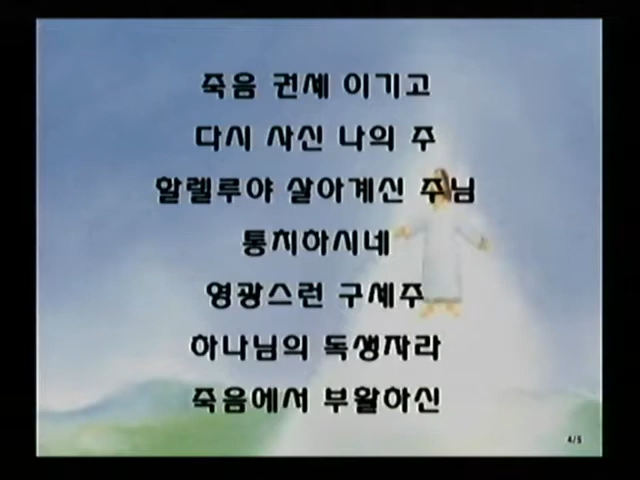 죽음 권세 이기고
다시 사신 나의 주
할렐루야 살아계신 주님
통치하시네
영광스런 구세주
하나님의 독생자라
죽음에서 부활하신
4/5